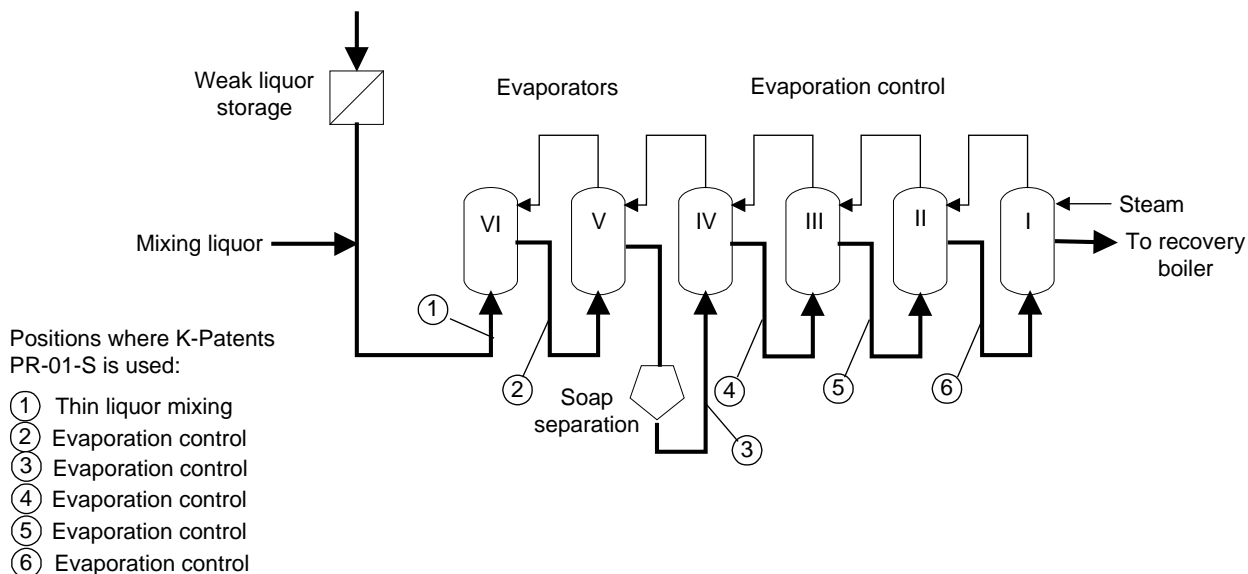 Weak liquor
storage
Evaporators
Evaporation control
VI
V
IV
III
II
I
Steam
To recovery
boiler
Mixing liquor
1
2
Soap
separation
3
4
5
6
Positions where K-Patents
PR-01-S is used:
1 Thin liquor mixing
2 Evaporation control
3 Evaporation control
4 Evaporation control
5 Evaporation control
6 Evaporation control